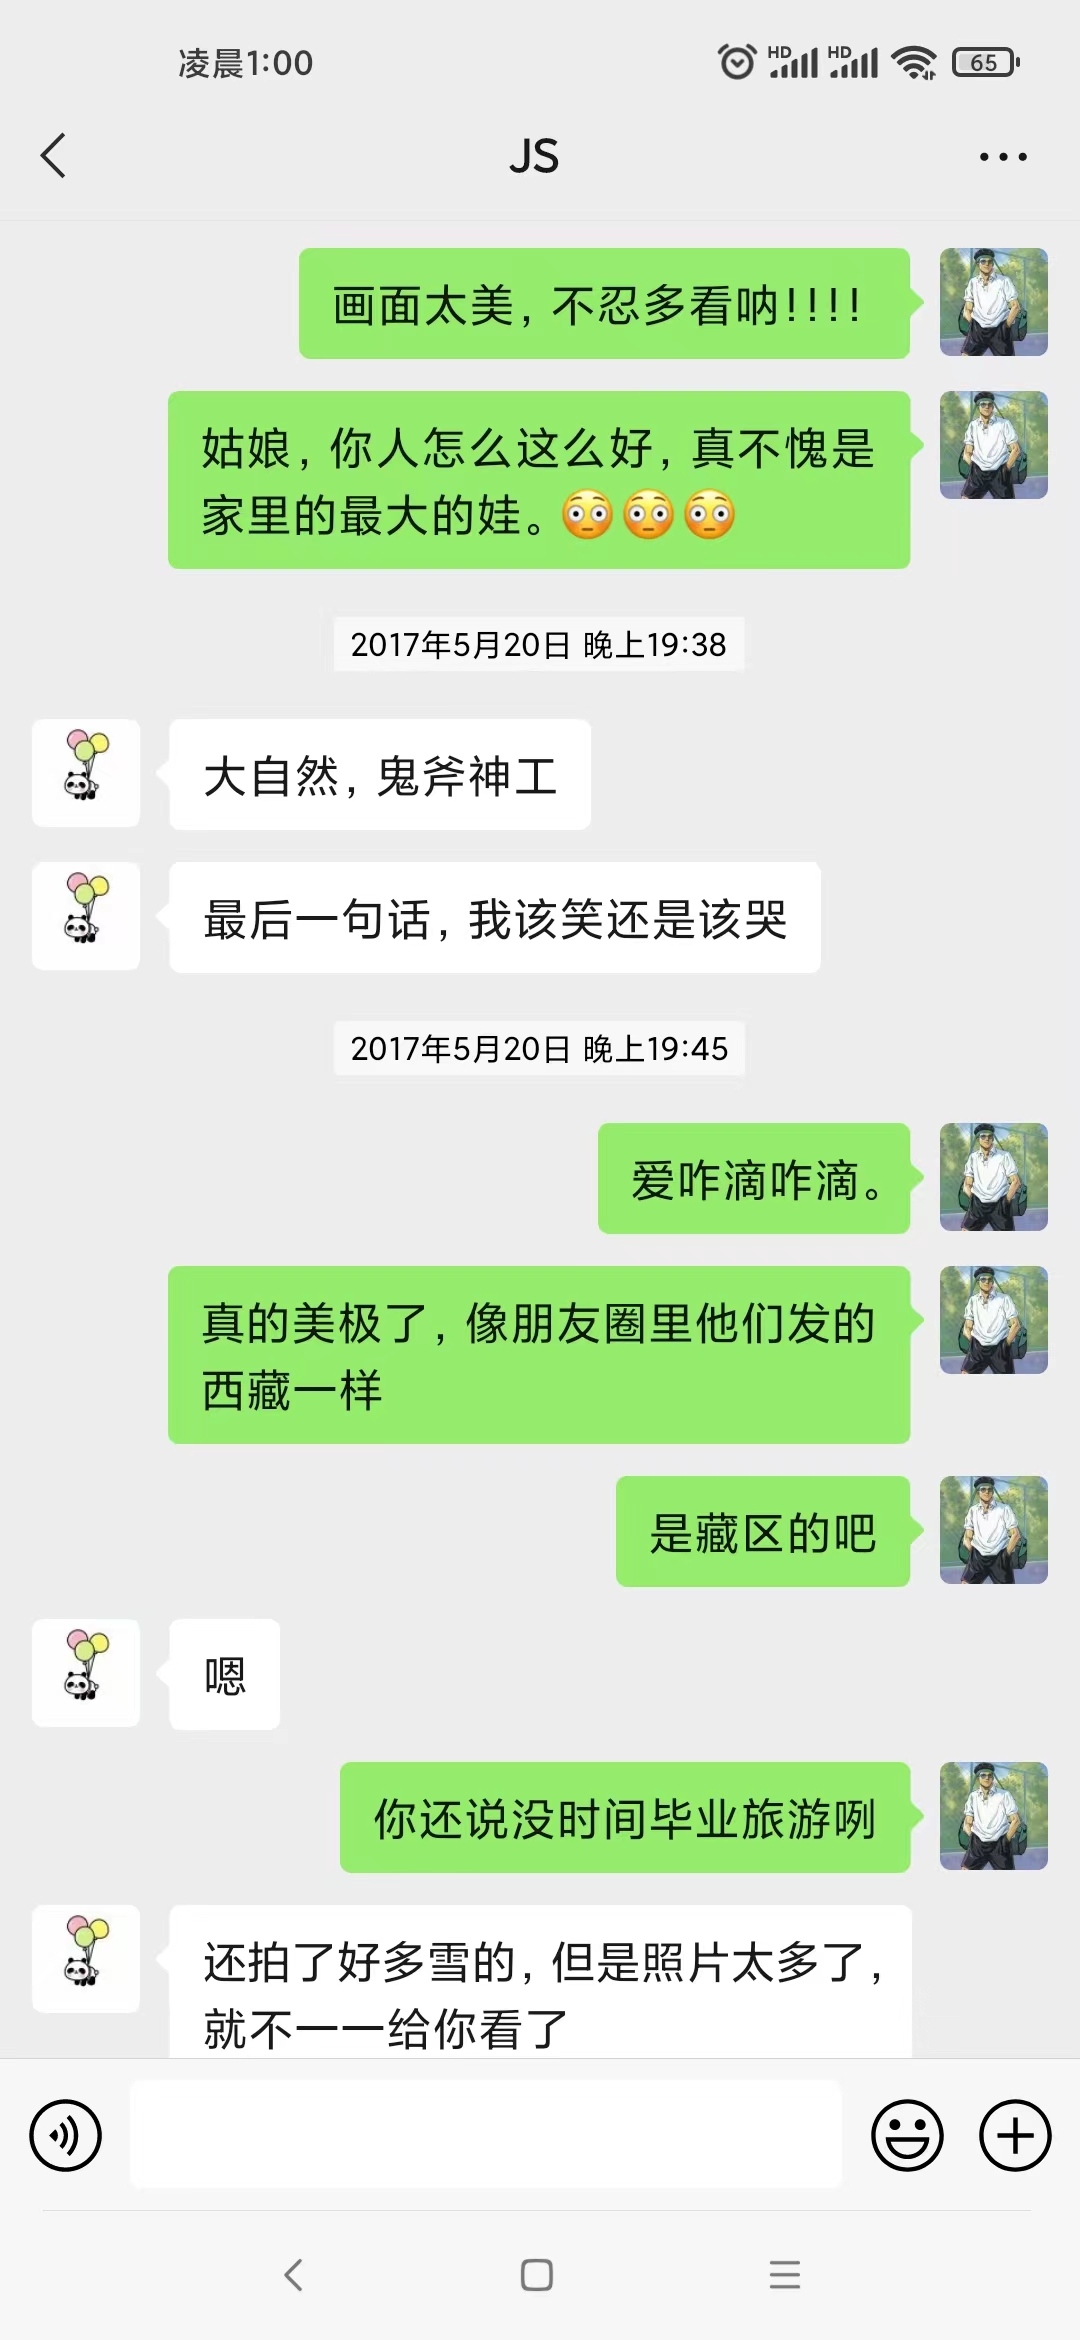 凌晨1:00
HD HD 65
JS
画面太美，不忍多看呐！！！！
姑娘，你人怎么这么好，真不愧是
家里的最大的娃。😳😳😳
2017年5月20日 晚上19:38
大自然，鬼斧神工
最后一句话，我该笑还是该哭
2017年5月20日 晚上19:45
爱咋滴咋滴。
真的美极了，像朋友圈里他们发的
西藏一样
是藏区的吧
嗯
你还说没时间毕业旅游咧
还拍了好多雪的，但是照片太多了，
就不一一给你看了